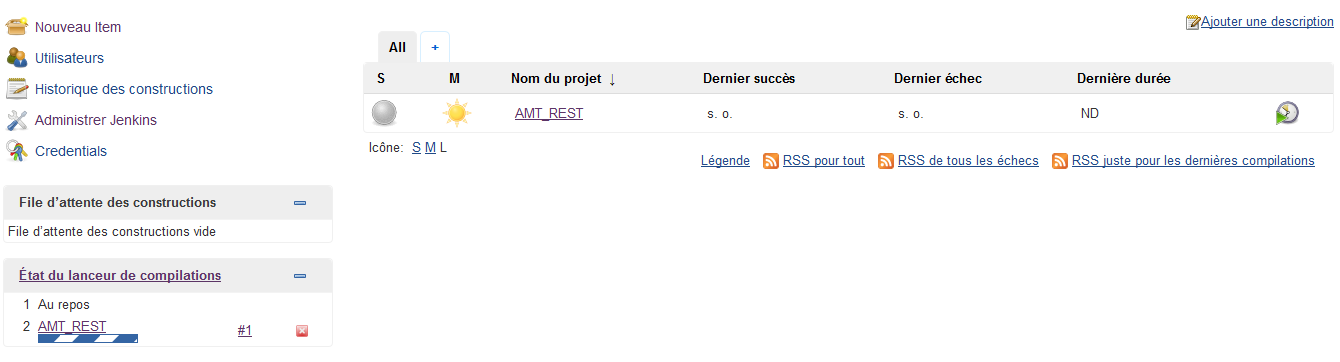 Ajouter une description
Nouveau Item
Utilisateurs
Historique des constructions
Administrer Jenkins
Credentials
File d'attente des constructions
File d'attente des constructions vide
État du lanceur de compilations
1 Au repos
2 AMT_REST #1
All +
S M Nom du projet ↓ Dernier succès Dernier échec Dernière durée
AMT_REST s. o. s. o. ND
Icône: S M L
Légende RSS pour tout RSS de tous les échecs RSS juste pour les dernières compilations